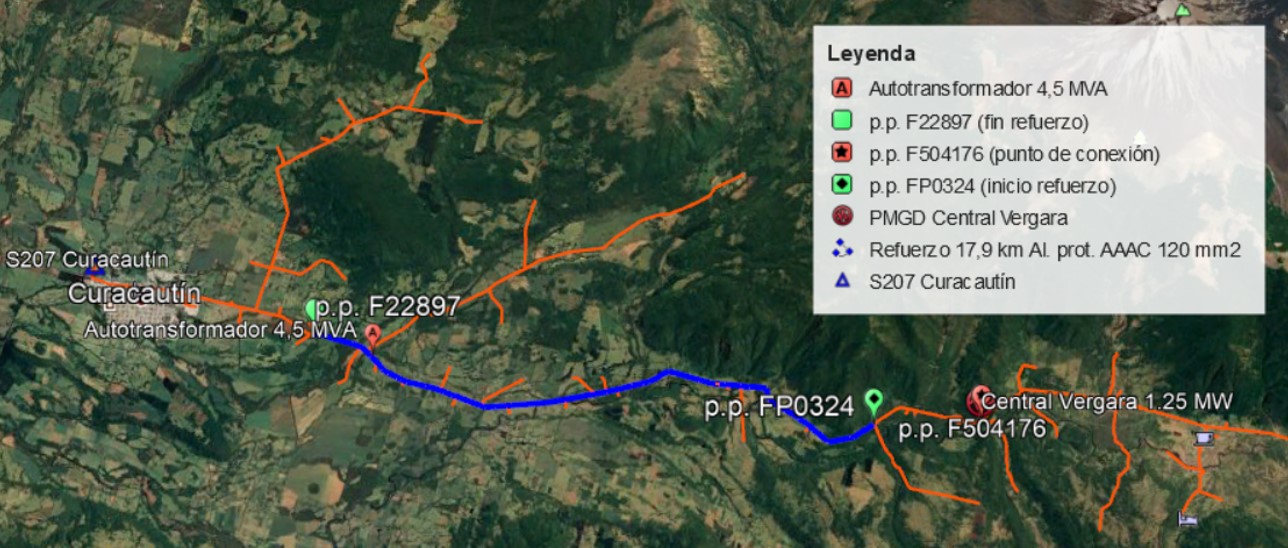 Leyenda
A Autotransformador 4,5 MVA
p.p. F22897 (fin refuerzo)
p.p. F504176 (punto de conexión)
p.p. FP0324 (inicio refuerzo)
PMGD Central Vergara
Refuerzo 17,9 km Al. prot. AAAC 120 mm2
S207 Curacautín
S207 Curacautín
Curacautín
p.p. F22897
Autotransformador 4,5 MVA
A
p.p. FP0324
Central Vergara 1.25 MW
p.p. F504176